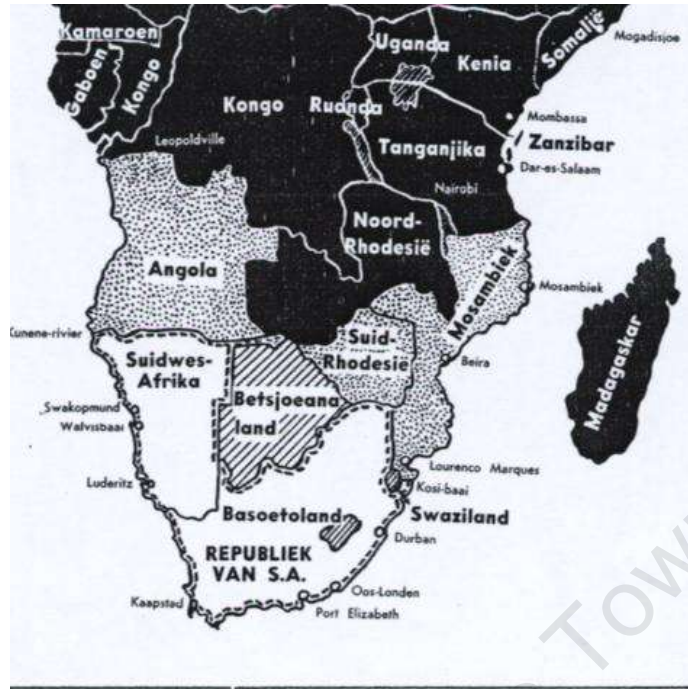 Kamaroen
Uganda
Kenia
Somalië
Mogadisjoe
Gaboen
Kongo
Kongo
Ruanda
Mombassa
Leopoldville
Tanganjika
Zanzibar
Dar-es-Salaam
Nairobi
Noord-
Rhodesië
Angola
Mosambiek
Mosambiek
Madagaskar
Kunene-rivier
Suidwes-
Afrika
Suid-
Rhodesië
Beira
Betsjoeana
land
Swakopmund
Walvisbaai
Lourenco Marques
Luderitz
Kosi-baai
Basoetoland
Swaziland
Durban
REPUBLIEK
VAN S.A.
Oos-Londen
Kaapstad
Port Elizabeth
Tow